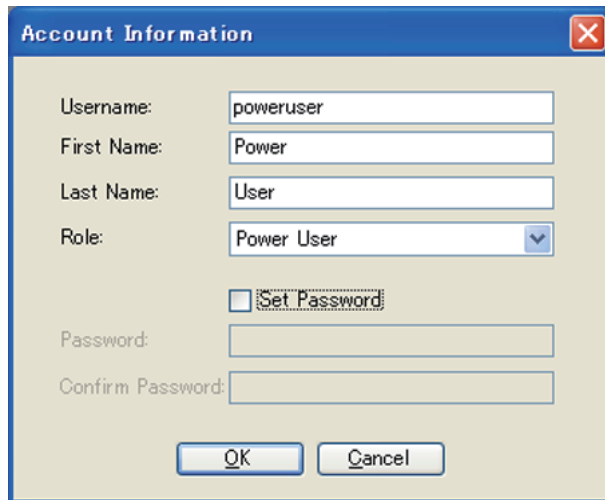 Account Information
Username: poweruser
First Name: Power
Last Name: User
Role: Power User
Set Password
Password:
Confirm Password:
OK Cancel